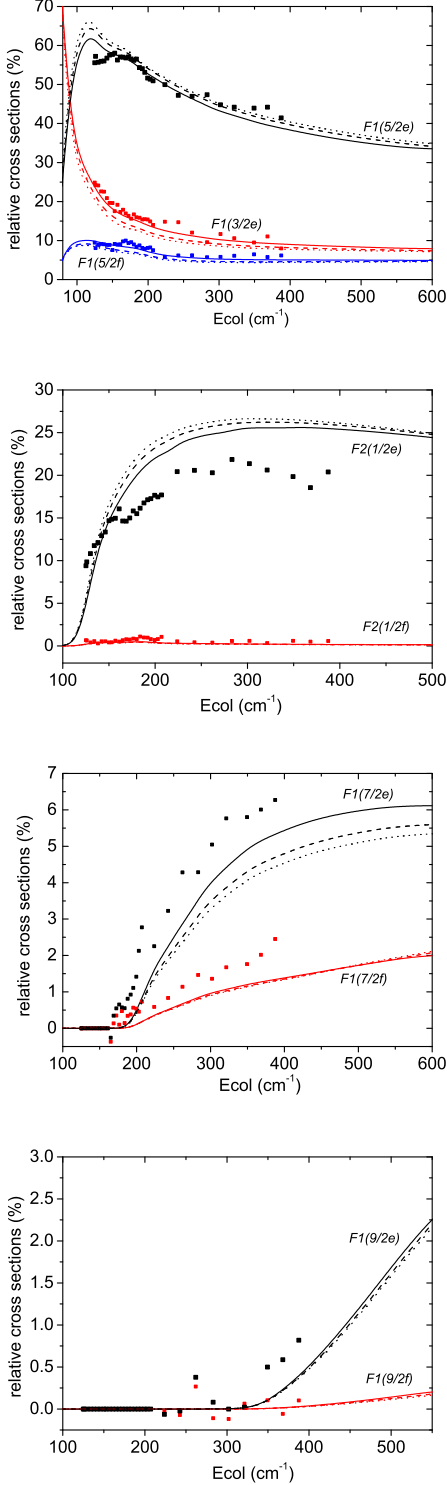 70
60
50
40
30
20
10
0
relative cross sections (%)
F1(5/2e)
F1(3/2e)
F1(5/2f)
100 200 300 400 500 600
Ecol (cm⁻¹)
30
25
20
15
10
5
0
relative cross sections (%)
F2(1/2e)
F2(1/2f)
100 200 300 400 500
Ecol (cm⁻¹)
7
6
5
4
3
2
1
0
relative cross sections (%)
F1(7/2e)
F1(7/2f)
100 200 300 400 500 600
Ecol (cm⁻¹)
3.0
2.5
2.0
1.5
1.0
0.5
0.0
relative cross sections (%)
F1(9/2e)
F1(9/2f)
100 150 200 250 300 350 400 450 500 550
Ecol (cm⁻¹)